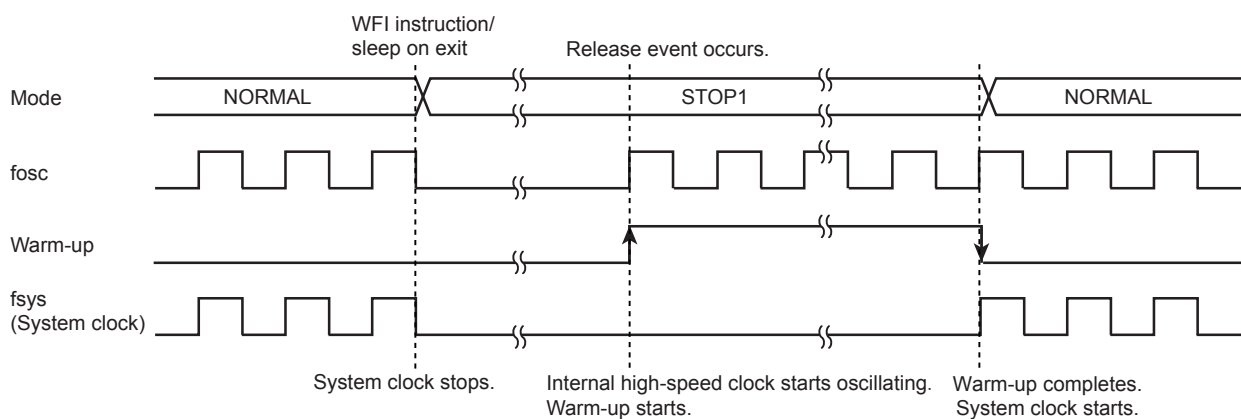 WFI instruction/
sleep on exit
Release event occurs.
Mode
NORMAL
STOP1
NORMAL
fosc
Warm-up
fsys
(System clock)
System clock stops.
Internal high-speed clock starts oscillating.
Warm-up starts.
Warm-up completes.
System clock starts.